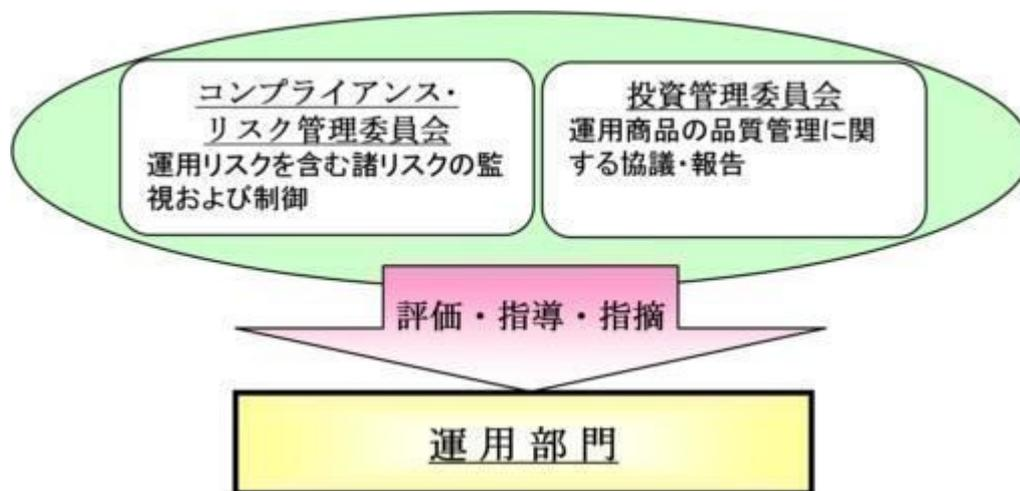 コンプライアンス・
リスク管理委員会
運用リスクを含む諸リスクの監
視および制御
投資管理委員会
運用商品の品質管理に関
する協議・報告
評価・指導・指摘
運用部門